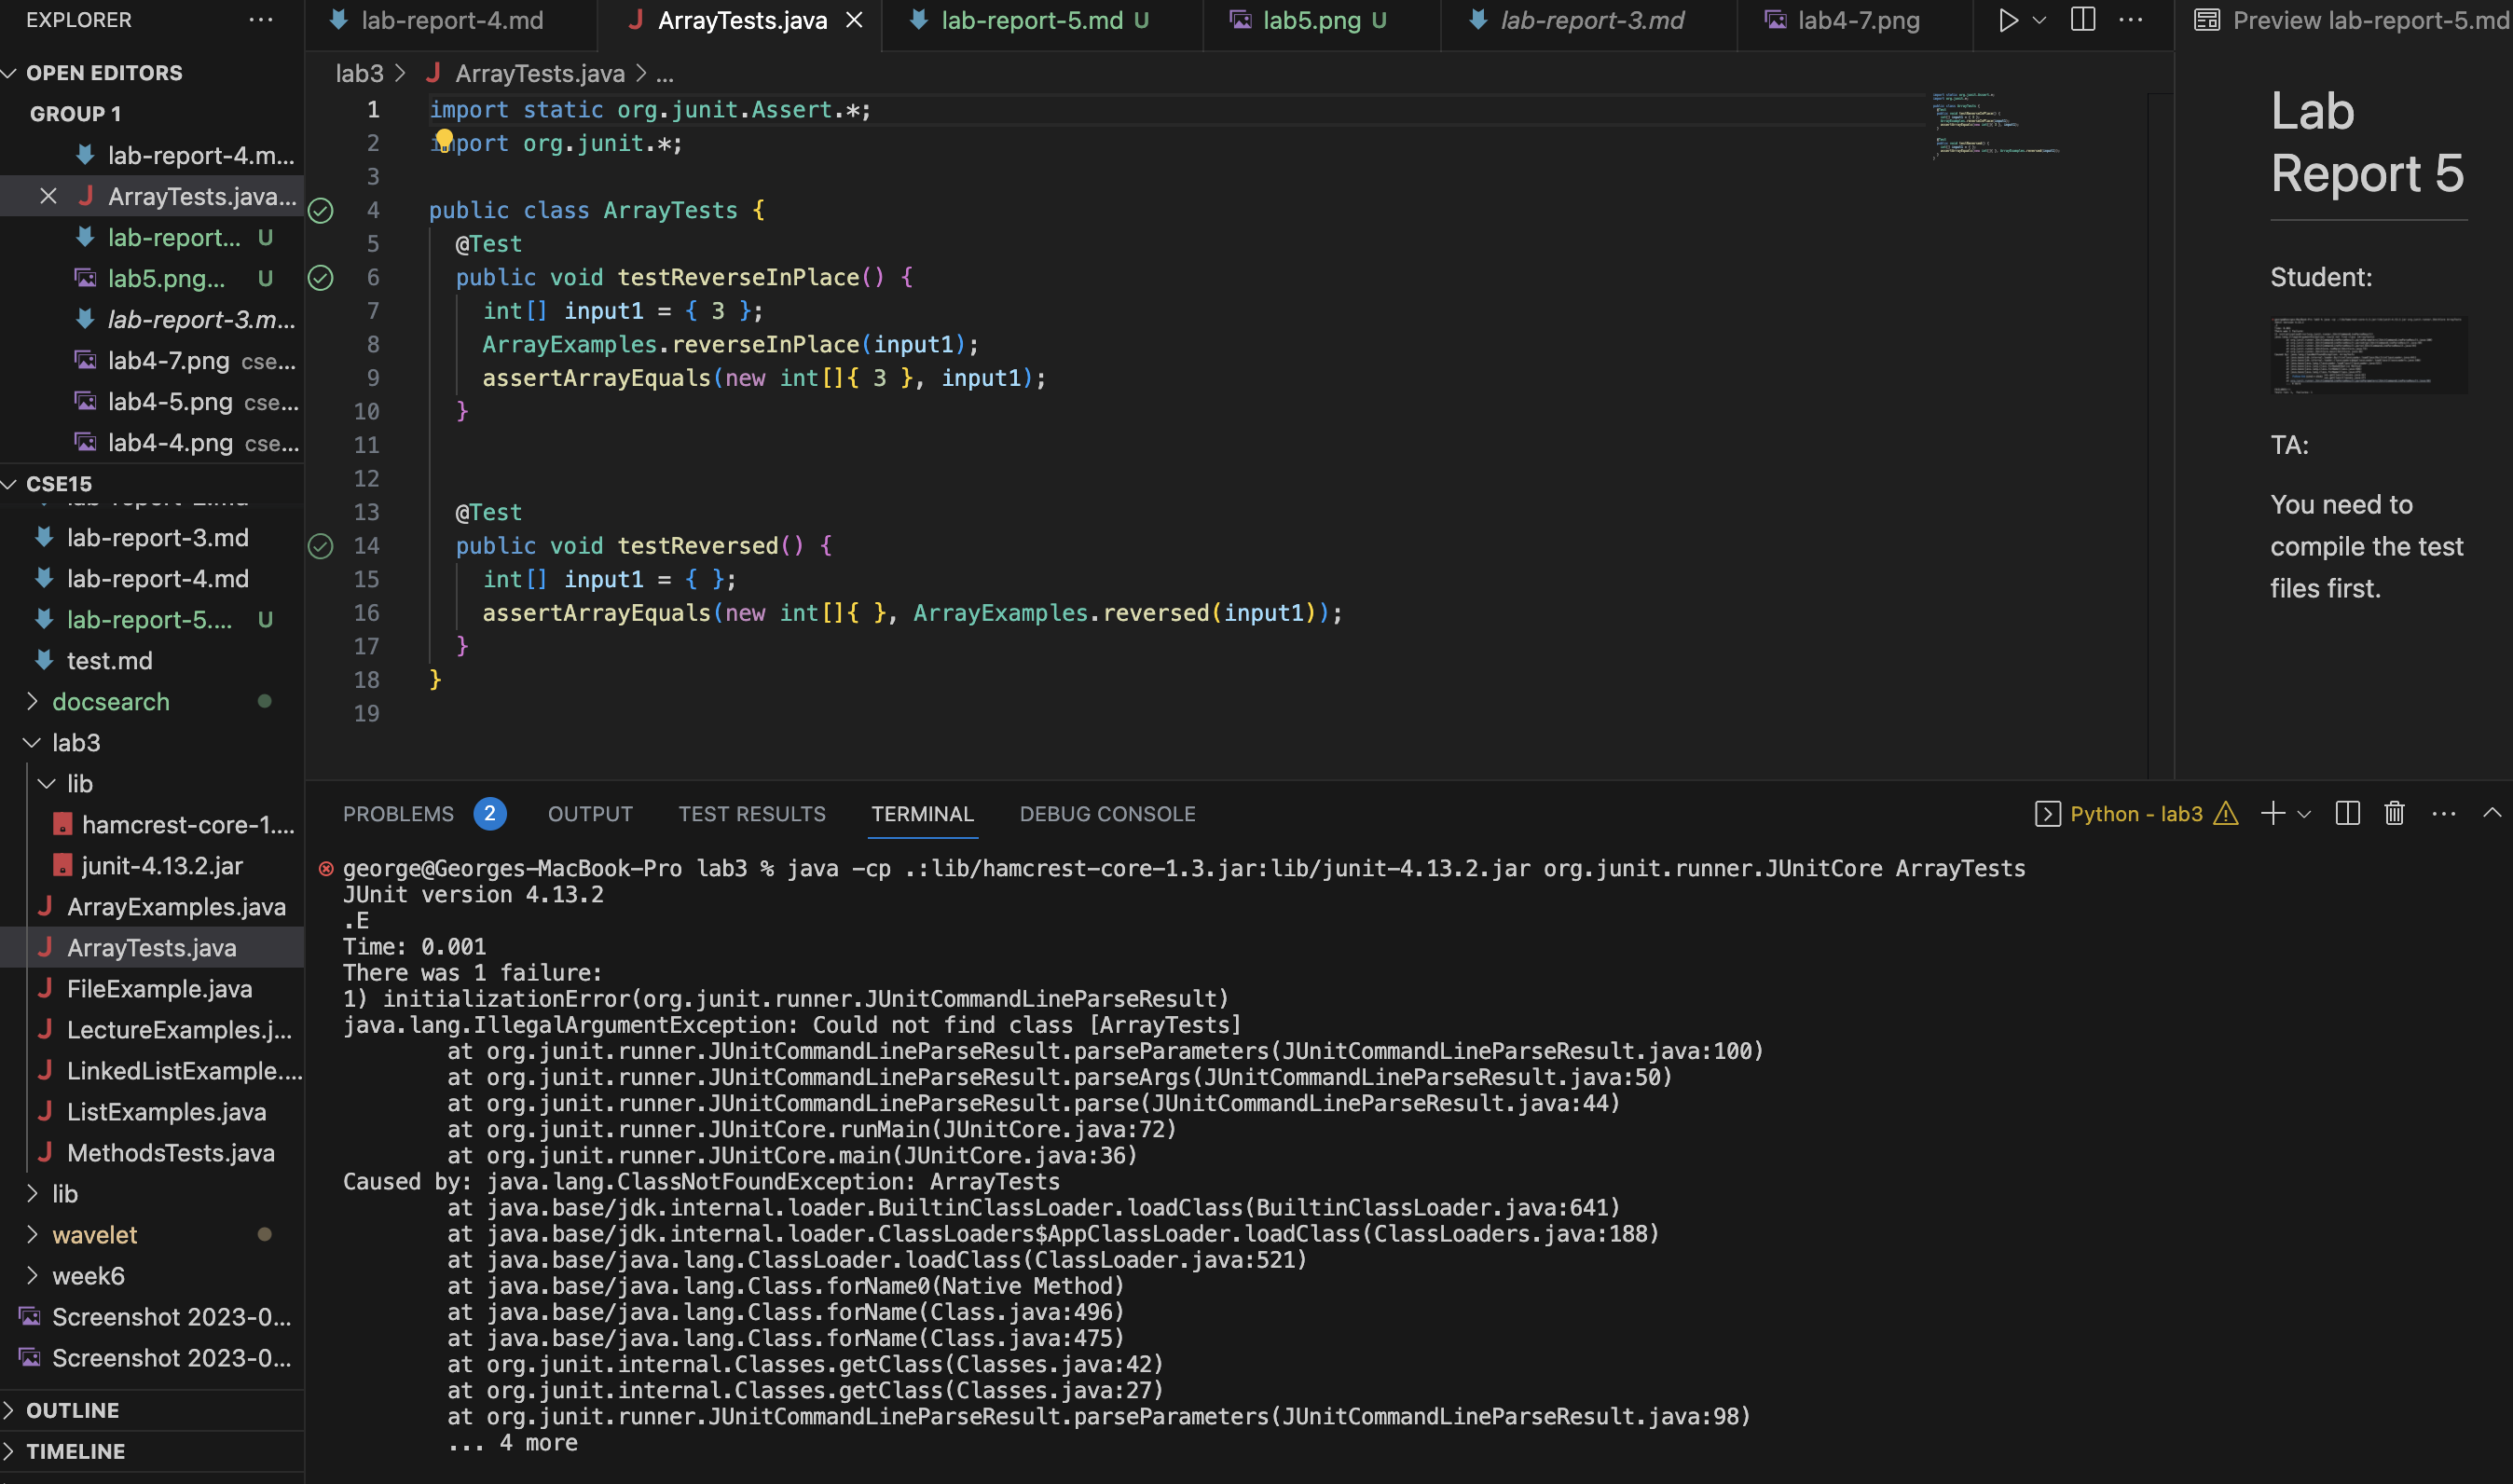 EXPLORER
OPEN EDITORS
GROUP 1
lab-report-4.m...
ArrayTests.java...
lab-report... U
lab5.png... U
lab-report-3.m...
lab4-7.png cse...
lab4-5.png cse...
lab4-4.png cse...
CSE15
lab-report-2.md
lab-report-3.md
lab-report-4.md
lab-report-5.... U
test.md
docsearch
lab3
lib
hamcrest-core-1....
junit-4.13.2.jar
ArrayExamples.java
ArrayTests.java
FileExample.java
LectureExamples.j...
LinkedListExample....
ListExamples.java
MethodsTests.java
lib
wavelet
week6
Screenshot 2023-0...
Screenshot 2023-0...
OUTLINE
TIMELINE
lab-report-4.md
ArrayTests.java
lab-report-5.md U
lab5.png U
lab-report-3.md
lab4-7.png
lab3 > ArrayTests.java > ...
1 import static org.junit.Assert.*;
2 import org.junit.*;
3
4 public class ArrayTests {
5 @Test
6 public void testReverseInPlace() {
7 int[] input1 = { 3 };
8 ArrayExamples.reverseInPlace(input1);
9 assertArrayEquals(new int[]{ 3 }, input1);
10 }
11
12
13 @Test
14 public void testReversed() {
15 int[] input1 = { };
16 assertArrayEquals(new int[]{ }, ArrayExamples.reversed(input1));
17 }
18 }
19
Preview lab-report-5.md
Lab
Report 5
Student:
TA:
You need to
compile the test
files first.
PROBLEMS 2 OUTPUT TEST RESULTS TERMINAL DEBUG CONSOLE
Python - lab3
george@Georges-MacBook-Pro lab3 % java -cp .:lib/hamcrest-core-1.3.jar:lib/junit-4.13.2.jar org.junit.runner.JUnitCore ArrayTests
JUnit version 4.13.2
.E
Time: 0.001
There was 1 failure:
1) initializationError(org.junit.runner.JUnitCommandLineParseResult)
java.lang.IllegalArgumentException: Could not find class [ArrayTests]
at org.junit.runner.JUnitCommandLineParseResult.parseParameters(JUnitCommandLineParseResult.java:100)
at org.junit.runner.JUnitCommandLineParseResult.parseArgs(JUnitCommandLineParseResult.java:50)
at org.junit.runner.JUnitCommandLineParseResult.parse(JUnitCommandLineParseResult.java:44)
at org.junit.runner.JUnitCore.runMain(JUnitCore.java:72)
at org.junit.runner.JUnitCore.main(JUnitCore.java:36)
Caused by: java.lang.ClassNotFoundException: ArrayTests
at java.base/jdk.internal.loader.BuiltinClassLoader.loadClass(BuiltinClassLoader.java:641)
at java.base/jdk.internal.loader.ClassLoaders$AppClassLoader.loadClass(ClassLoaders.java:188)
at java.base/java.lang.ClassLoader.loadClass(ClassLoader.java:521)
at java.base/java.lang.Class.forName0(Native Method)
at java.base/java.lang.Class.forName(Class.java:496)
at java.base/java.lang.Class.forName(Class.java:475)
at org.junit.internal.Classes.getClass(Classes.java:42)
at org.junit.internal.Classes.getClass(Classes.java:27)
at org.junit.runner.JUnitCommandLineParseResult.parseParameters(JUnitCommandLineParseResult.java:98)
... 4 more